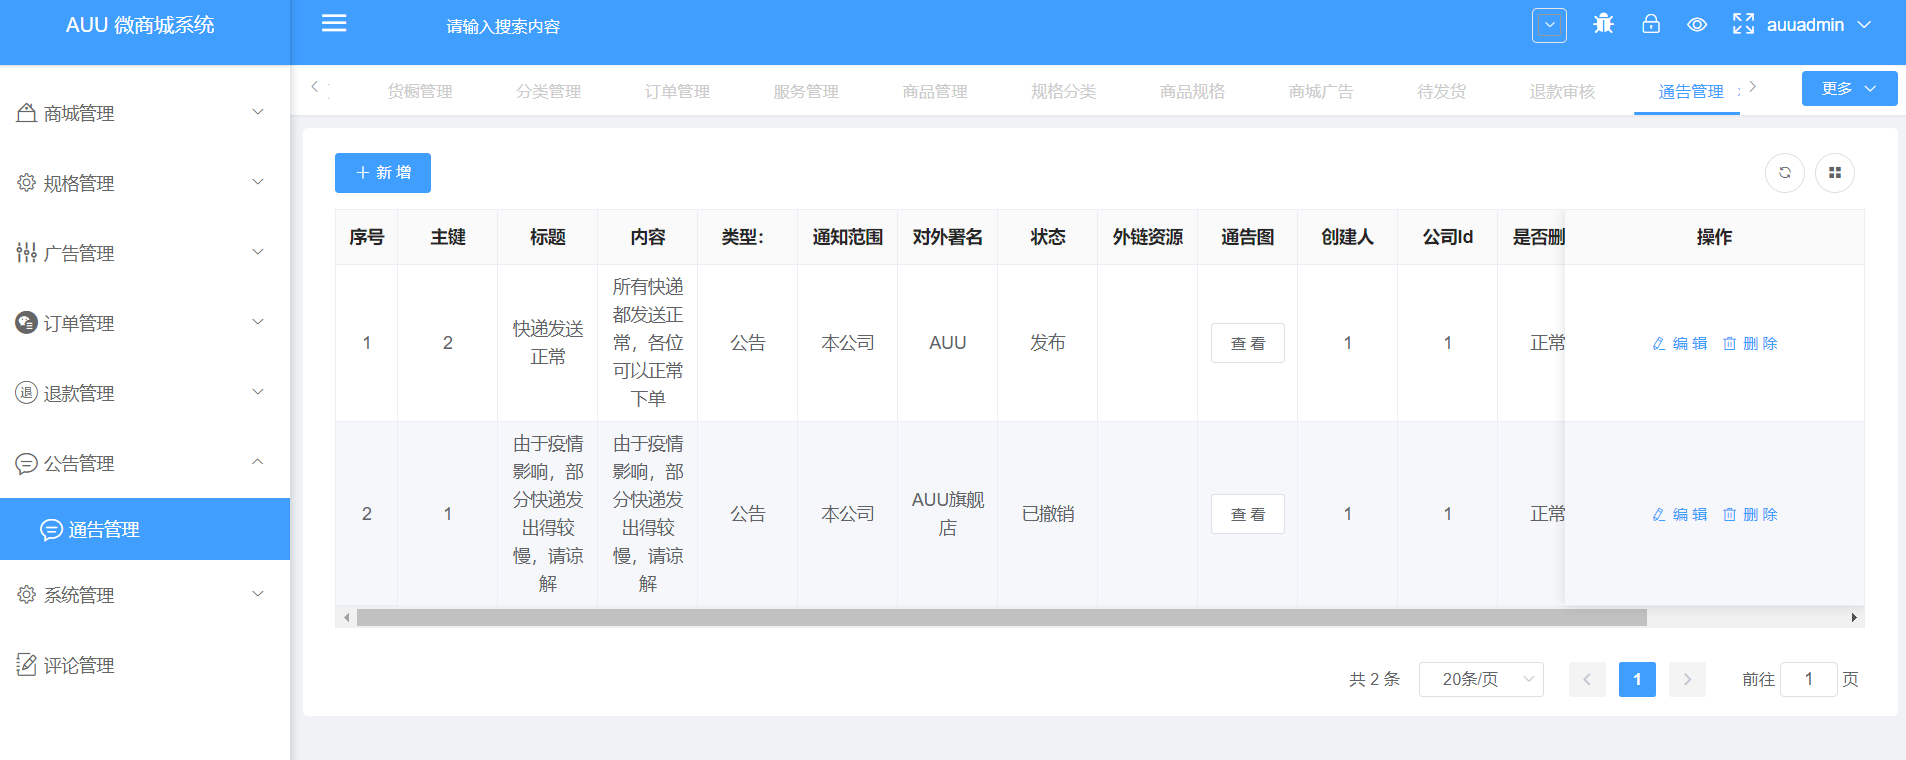 AUU 微商城系统
请输入搜索内容
auuadmin
货橱管理 分类管理 订单管理 服务管理 商品管理 规格分类 商品规格 商城广告 待发货 退款审核 通告管理
更多
商城管理
规格管理
广告管理
订单管理
退
退款管理
公告管理
通告管理
系统管理
评论管理
新 增
序号 主键 标题 内容 类型： 通知范围 对外署名 状态 外链资源 通告图 创建人 公司Id 是否删 操作
1 2 快递发送
正常
所有快递
都发送正
常，各位
可以正常
下单
公告 本公司 AUU 发布 查 看 1 1 正常 编 辑 删 除
2 1 由于疫情
影响，部
分快递发
出得较
慢，请谅
解
由于疫情
影响，部
分快递发
出得较
慢，请谅
解
公告 本公司 AUU旗舰
店
已撤销 查 看 1 1 正常 编 辑 删 除
共 2 条 20条/页 1 前往 1 页